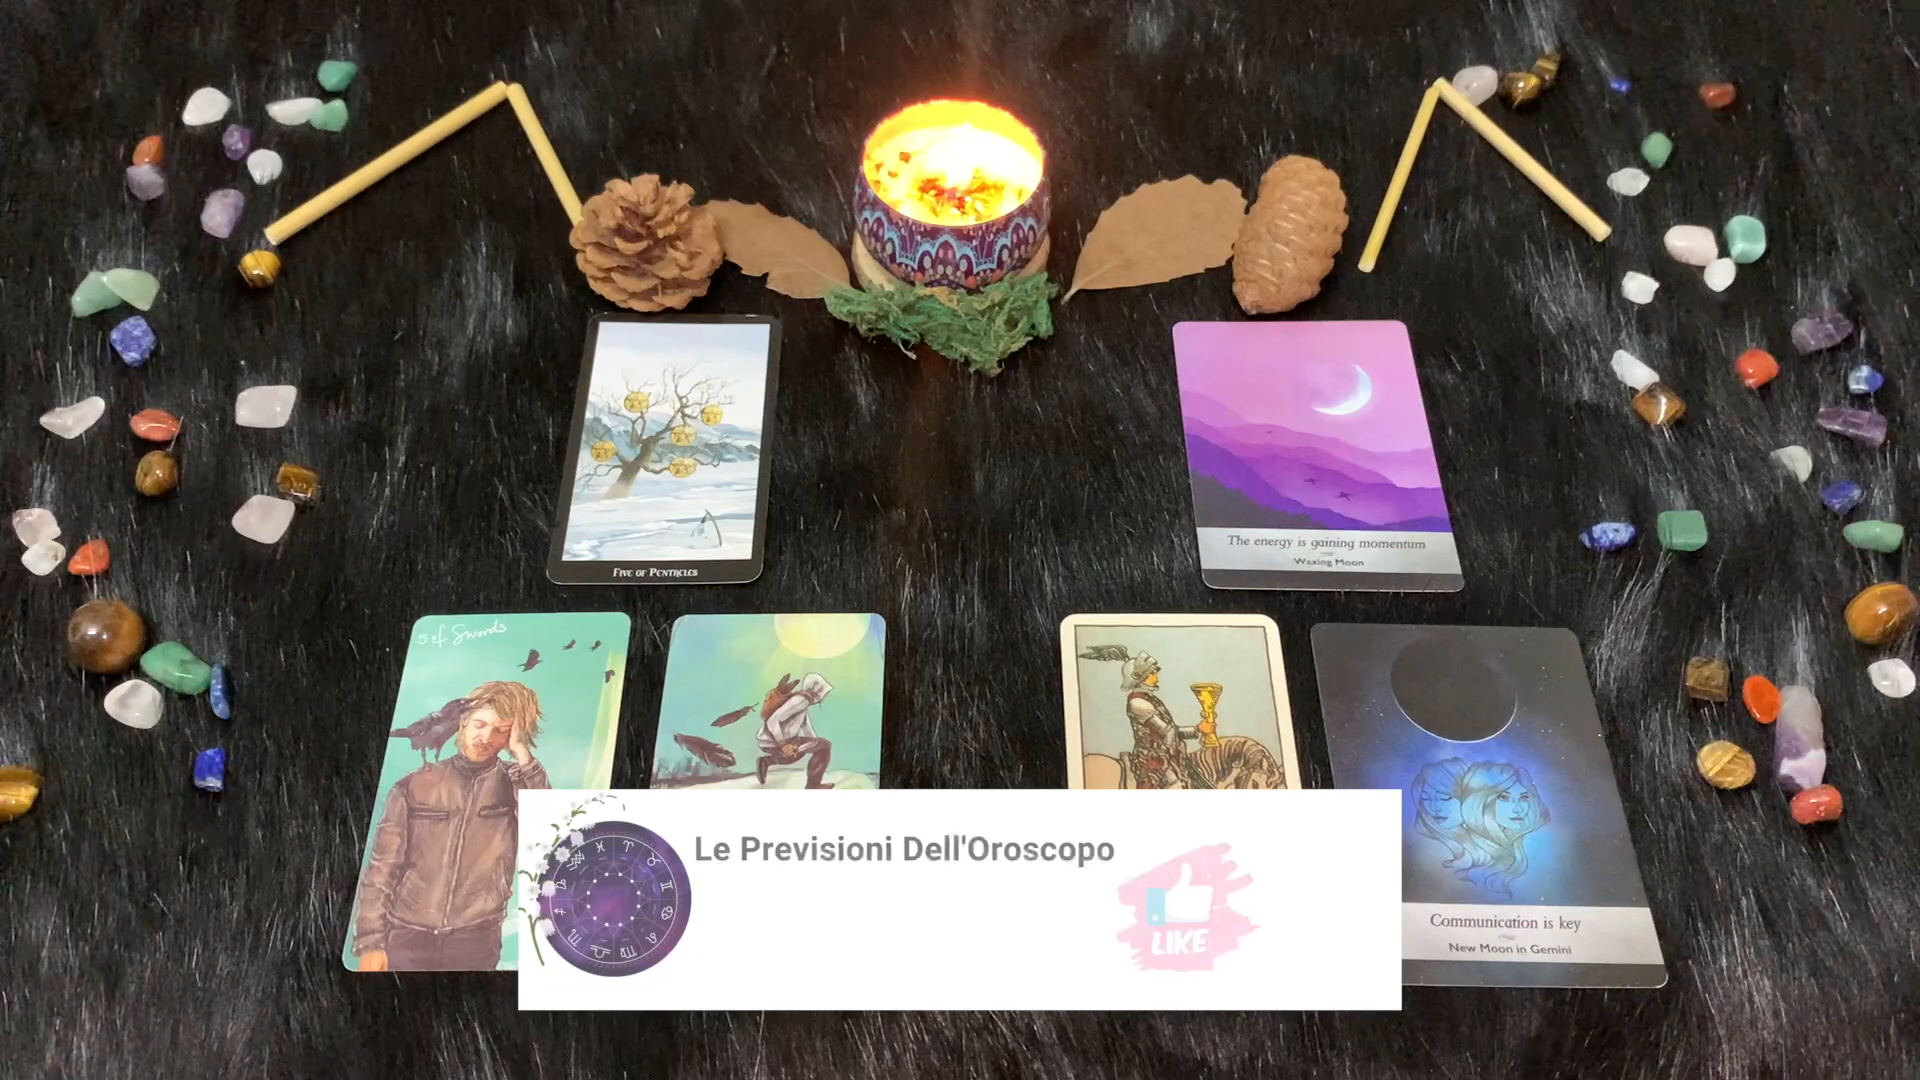 Five of Pentacles
The energy is gaining momentum
Waxing Moon
5 of Swords
Le Previsioni Dell'Oroscopo
LIKE
Communication is key
New Moon in Gemini